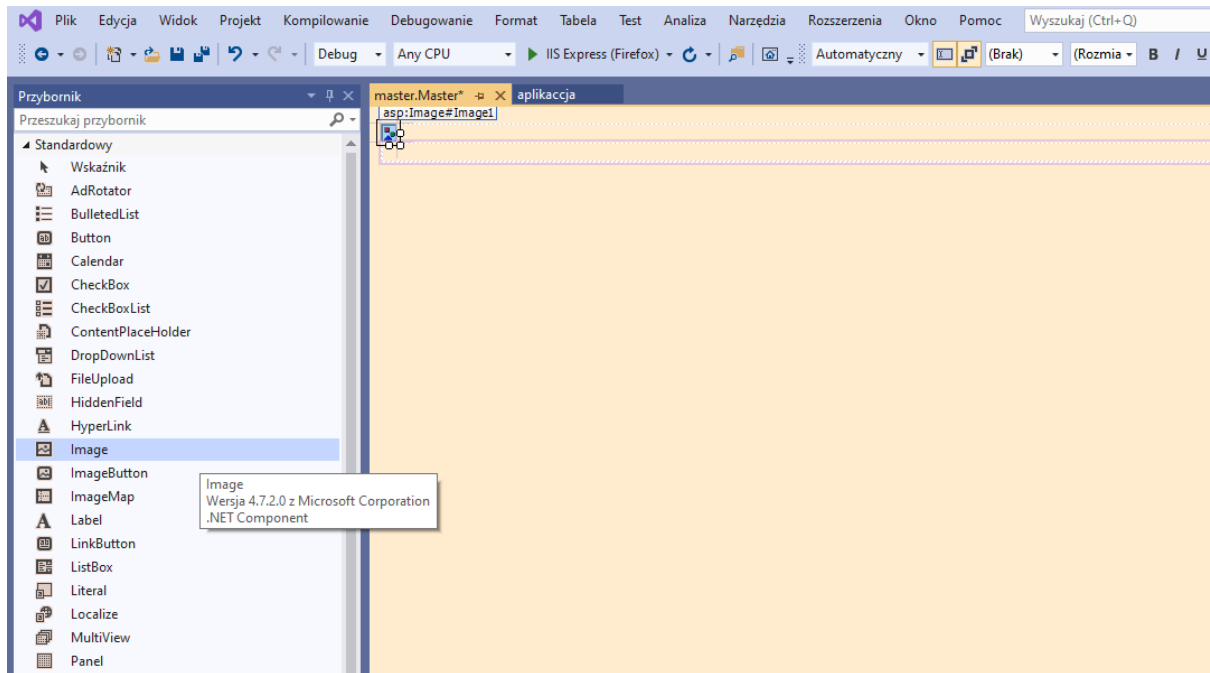 Plik Edycja Widok Projekt Kompilowanie Debugowanie Format Tabela Test Analiza Narzędzia Rozszerzenia Okno Pomoc Wyszukaj (Ctrl+Q)
Debug Any CPU IIS Express (Firefox) Automatyczny (Brak) (Rozmia B I U
Przybornik
master.Master* aplikaccja
Przeszukaj przybornik
asp:Image#Image1
Standardowy
Wskaźnik
AdRotator
BulletedList
Button
Calendar
CheckBox
CheckBoxList
ContentPlaceHolder
DropDownList
FileUpload
HiddenField
HyperLink
Image
ImageButton
ImageMap
Label
LinkButton
ListBox
Literal
Localize
MultiView
Panel
Image
Wersja 4.7.2.0 z Microsoft Corporation
.NET Component